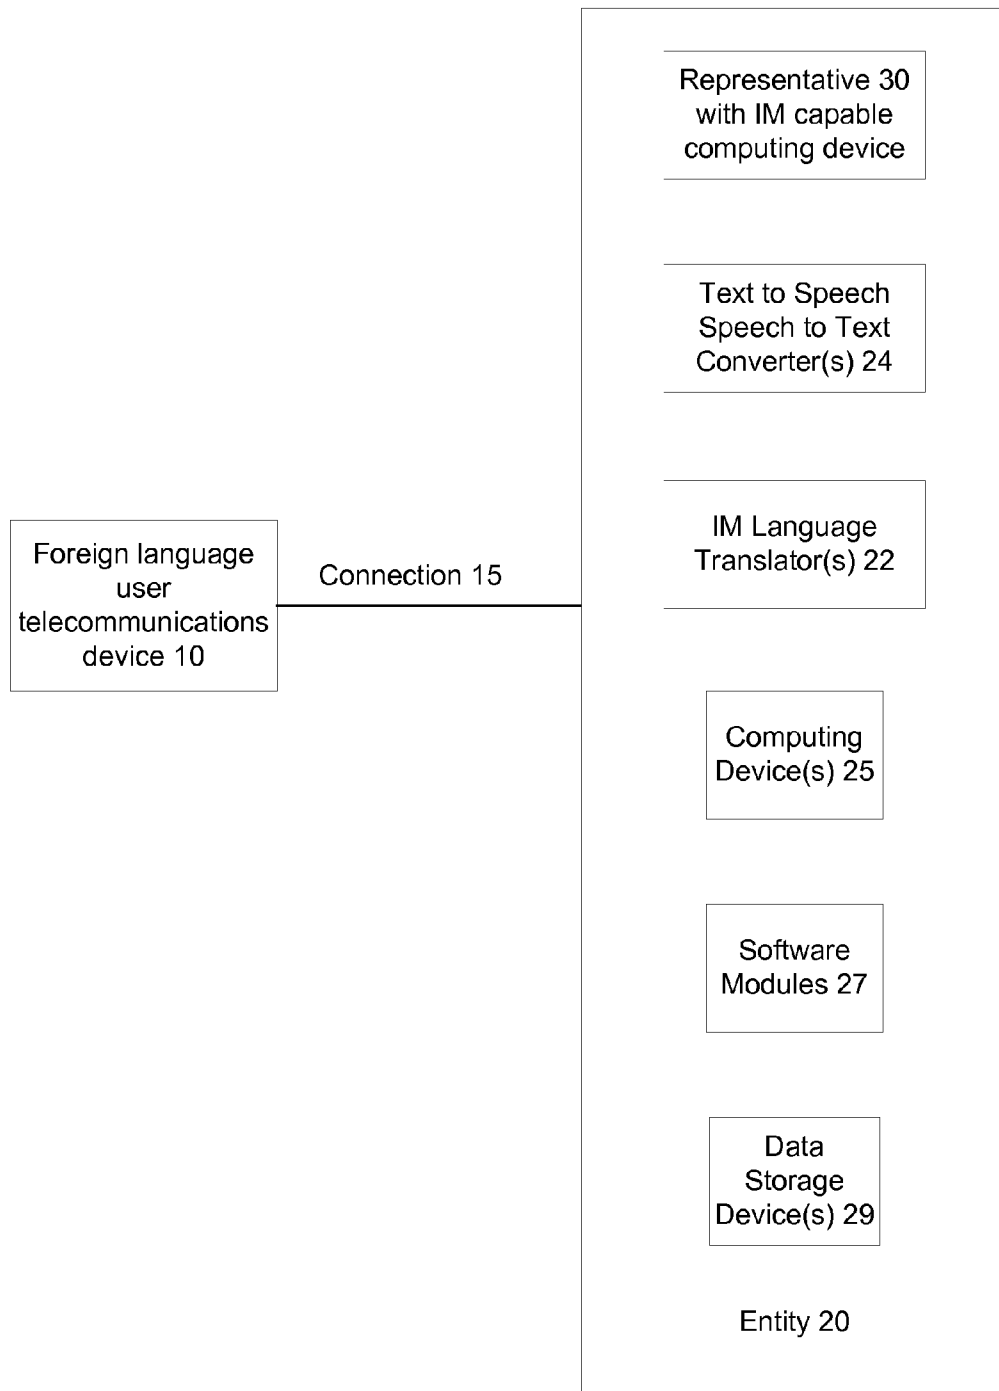 Representative 30
with IM capable
computing device
Text to Speech
Speech to Text
Converter(s) 24
Foreign language
user
telecommunications
device 10
Connection 15
IM Language
Translator(s) 22
Computing
Device(s) 25
Software
Modules 27
Data
Storage
Device(s) 29
Entity 20